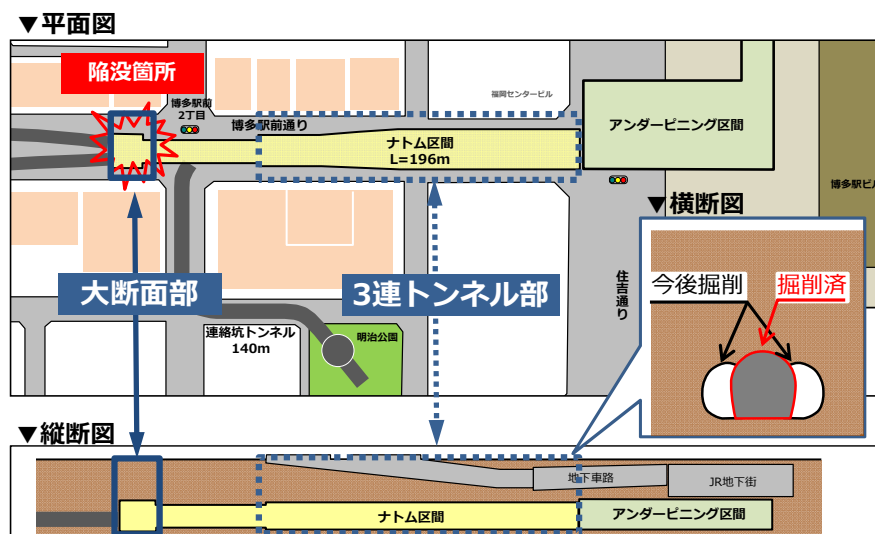 ▼平面図
陥没箇所
福岡センタービル
博多駅前
2丁目
博多駅前通り
アンダーピニング区間
ナトム区間
L=196m
博多駅ビル
▼横断図
大断面部
3連トンネル部
住吉通り
今後掘削
掘削済
連絡坑トンネル
140m
明治公園
▼縦断図
地下車路
JR地下街
ナトム区間
アンダーピニング区間